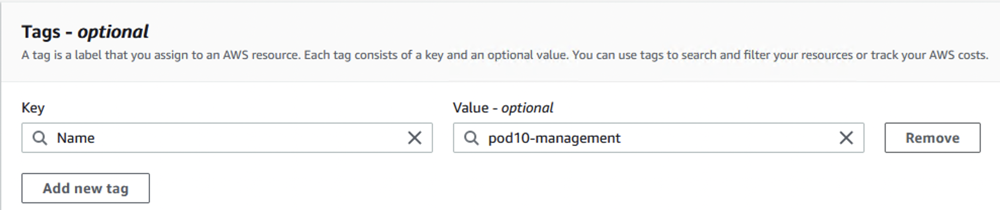 Tags - optional
A tag is a label that you assign to an AWS resource. Each tag consists of a key and an optional value. You can use tags to search and filter your resources or track your AWS costs.
Key
Value - optional
Name
pod10-management
Remove
Add new tag